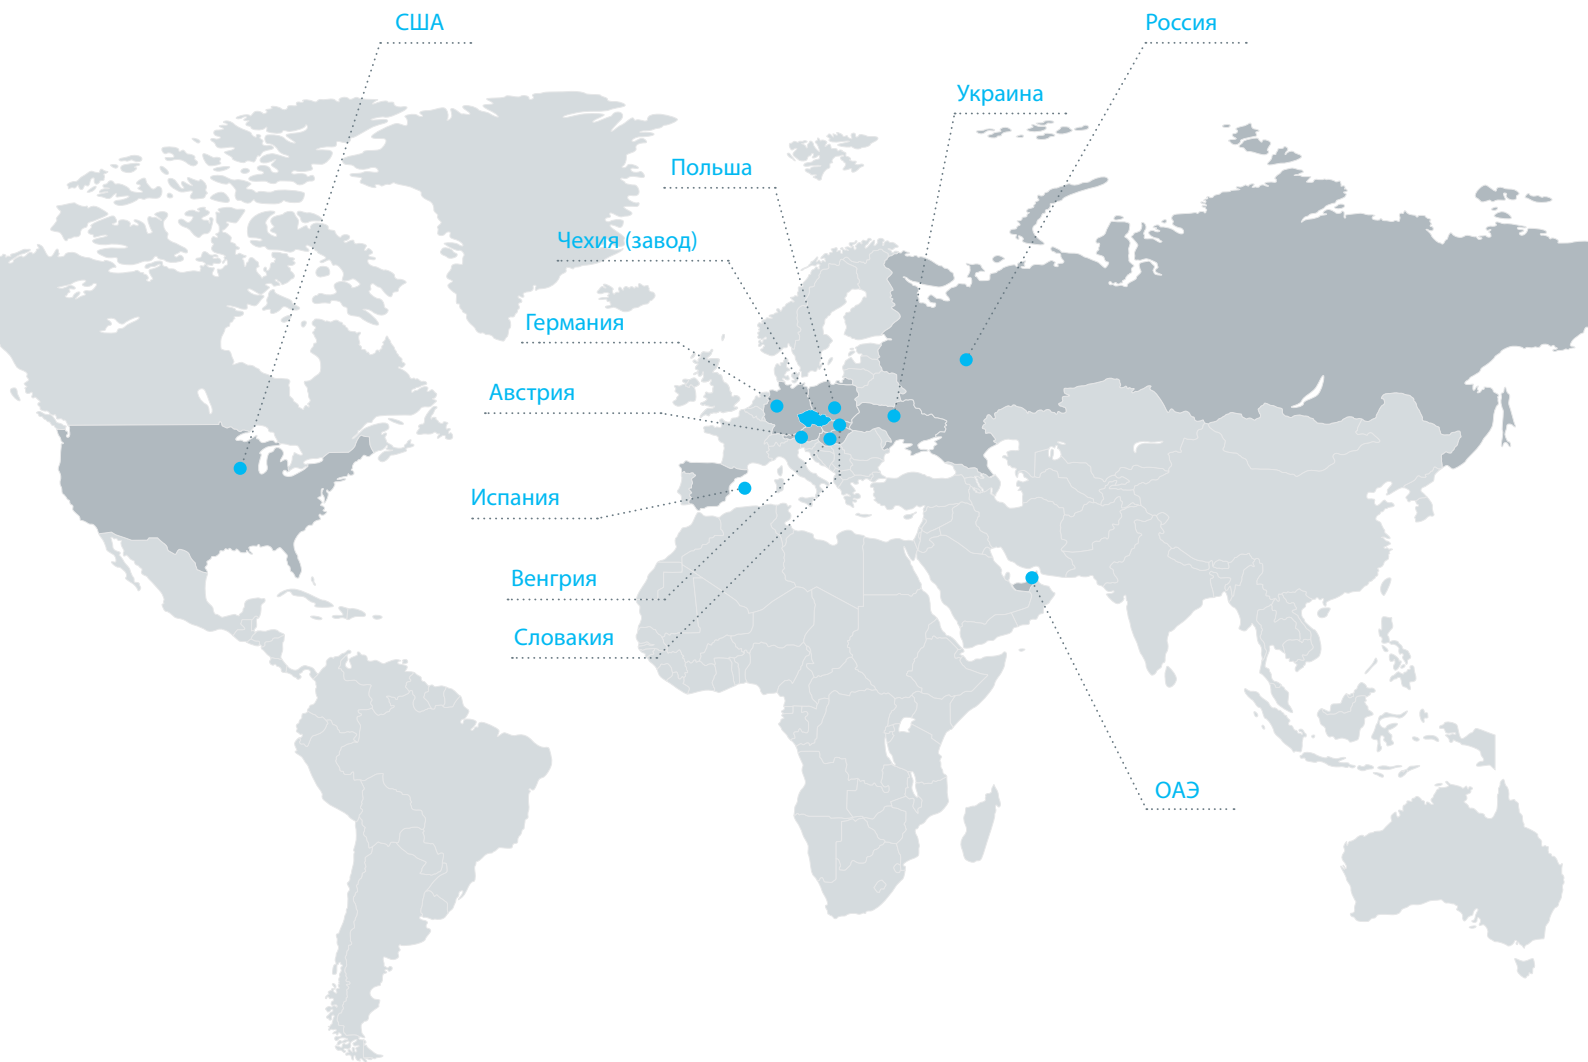 США
Россия
Украина
Польша
Чехия (завод)
Германия
Австрия
Испания
Венгрия
Словакия
ОАЭ